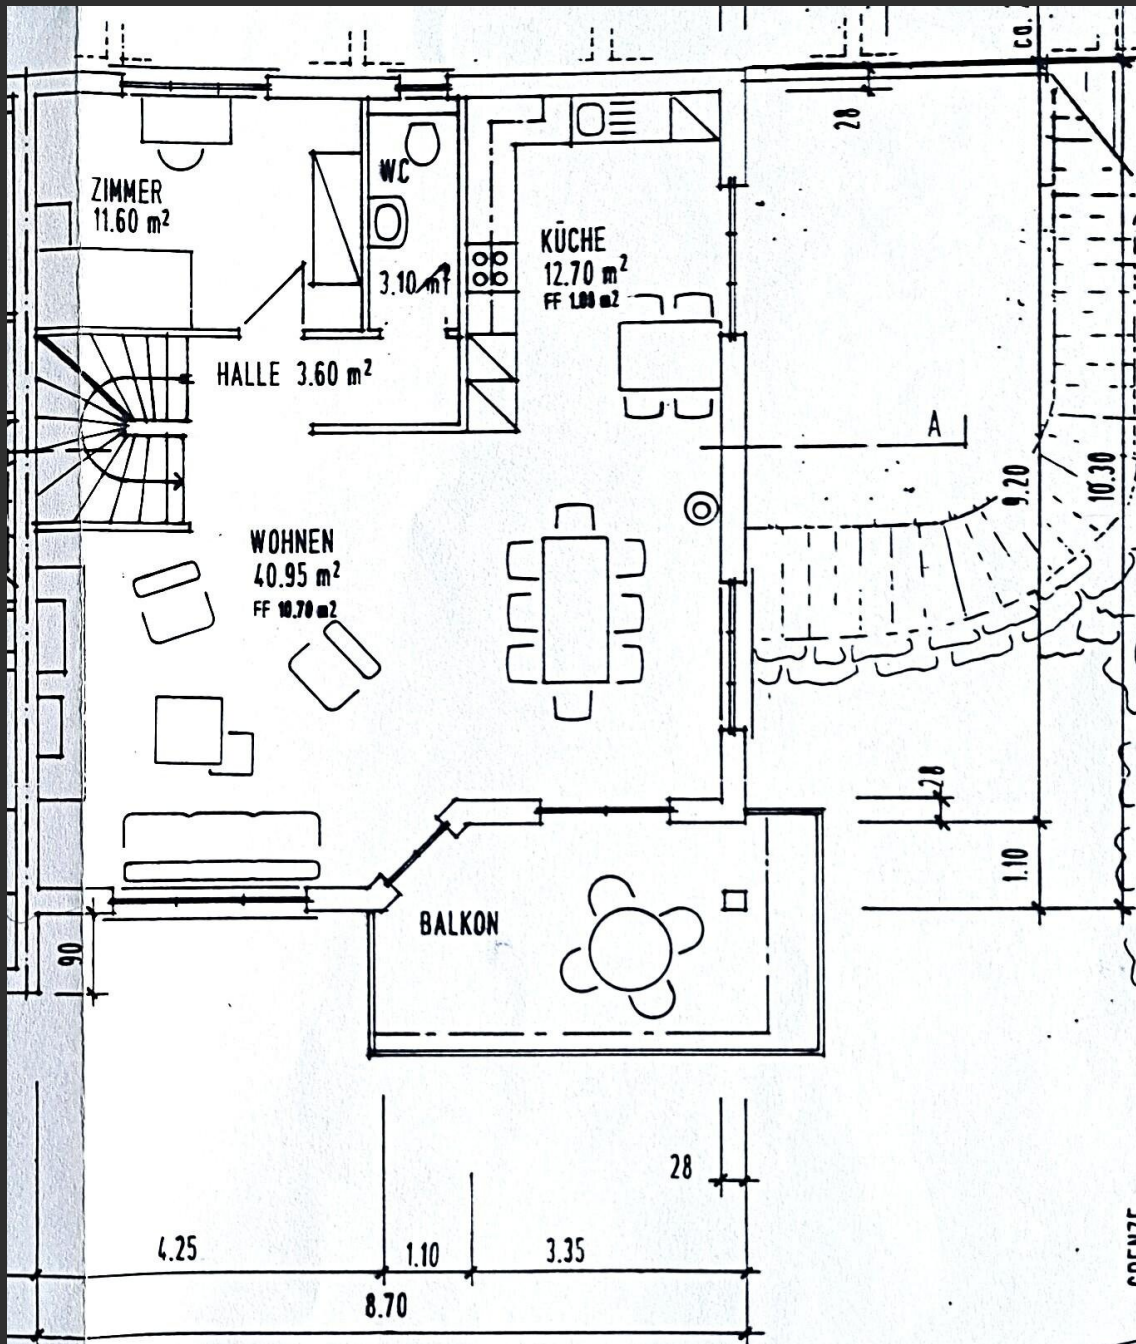 ca.
28
ZIMMER
11.60 m²
WC
3.10 m²
KÜCHE
12.70 m²
HALLE 3.60 m²
A
9.20
10.30
WOHNEN
40.95 m²
FF 10.70 m2
28
1.10
BALKON
90
28
4.25
1.10
3.35
8.70
GRENZE